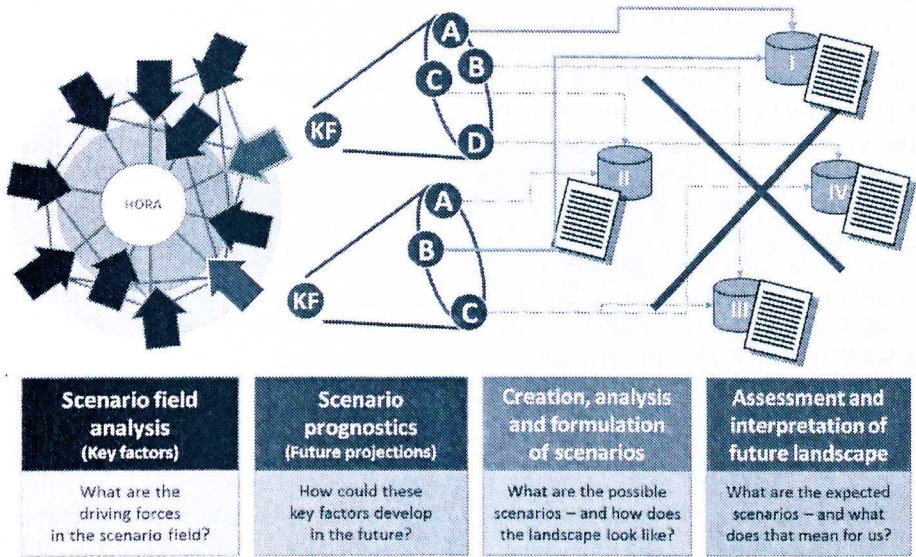 HORA
KF
A
B
C
D
KF
A
B
C
I
II
III
IV
Scenario field
analysis
(Key factors)
What are the
driving forces
in the scenario field?
Scenario
prognostics
(Future projections)
How could these
key factors develop
in the future?
Creation, analysis
and formulation
of scenarios
What are the possible
scenarios – and how does
the landscape look like?
Assessment and
interpretation of
future landscape
What are the expected
scenarios – and what
does that mean for us?